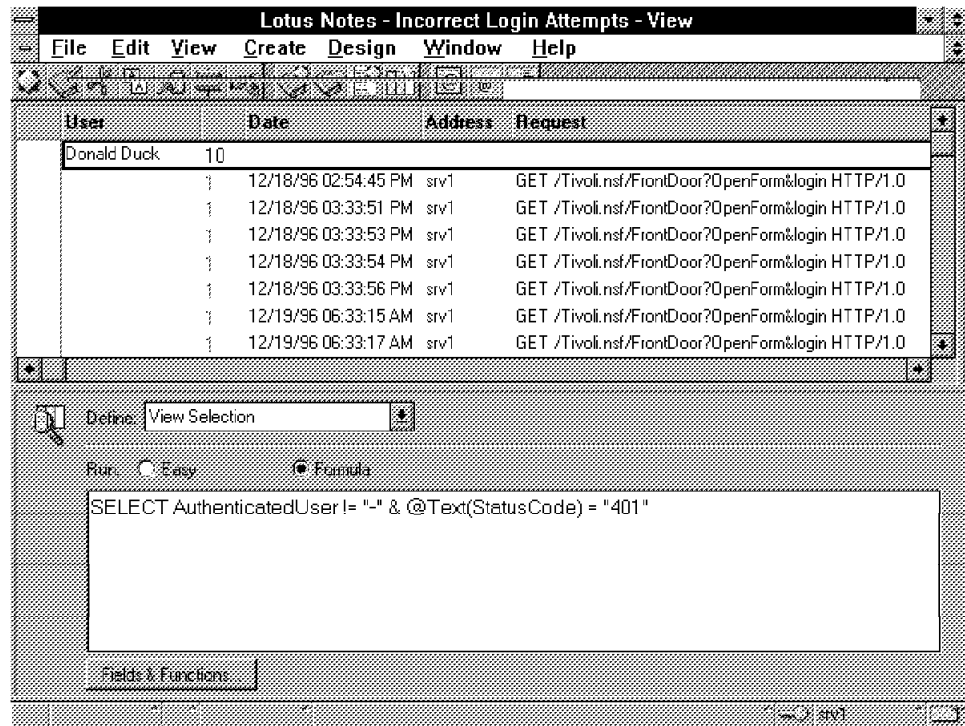 Lotus Notes - Incorrect Login Attempts - View
File Edit View Create Design Window Help
User Date Address Request
Donald Duck 10
1 12/18/96 02:54:45 PM srv1 GET /Tivoli.nsf/FrontDoor?OpenForm&login HTTP/1.0
1 12/18/96 03:33:51 PM srv1 GET /Tivoli.nsf/FrontDoor?OpenForm&login HTTP/1.0
1 12/18/96 03:33:53 PM srv1 GET /Tivoli.nsf/FrontDoor?OpenForm&login HTTP/1.0
1 12/18/96 03:33:54 PM srv1 GET /Tivoli.nsf/FrontDoor?OpenForm&login HTTP/1.0
1 12/18/96 03:33:56 PM srv1 GET /Tivoli.nsf/FrontDoor?OpenForm&login HTTP/1.0
1 12/19/96 06:33:15 AM srv1 GET /Tivoli.nsf/FrontDoor?OpenForm&login HTTP/1.0
1 12/19/96 06:33:17 AM srv1 GET /Tivoli.nsf/FrontDoor?OpenForm&login HTTP/1.0
Define: View Selection
Run: Easy Formula
SELECT AuthenticatedUser != "-" & @Text(StatusCode) = "401"
Fields & Functions...
srv1